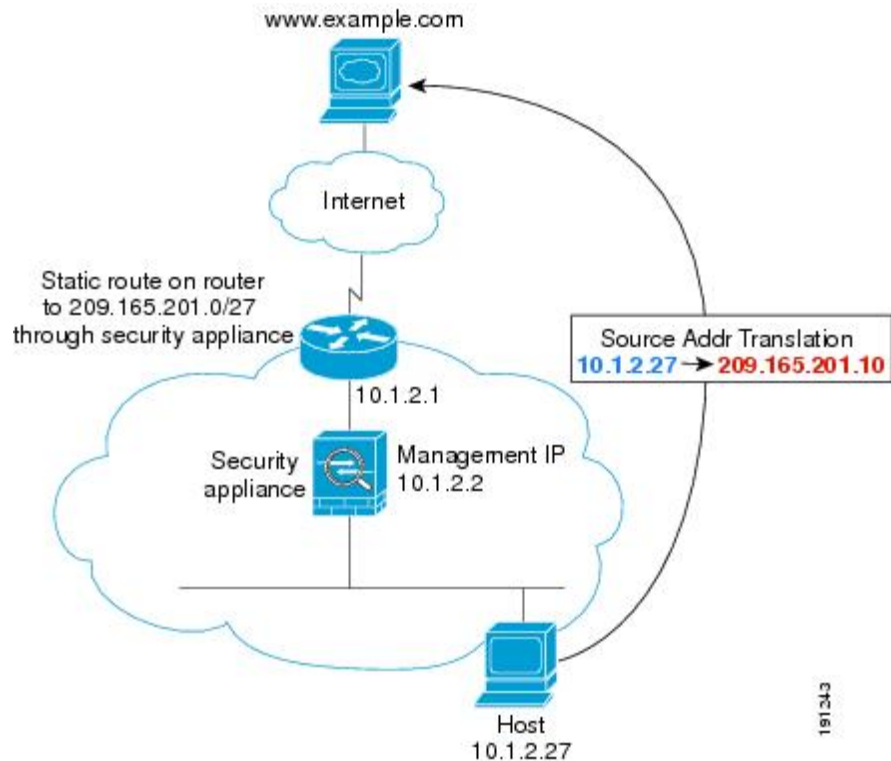 www.example.com
Internet
Static route on router
to 209.165.201.0/27
through security appliance
Source Addr Translation
10.1.2.27 → 209.165.201.10
10.1.2.1
Security
appliance
Management IP
10.1.2.2
Host
10.1.2.27
191243